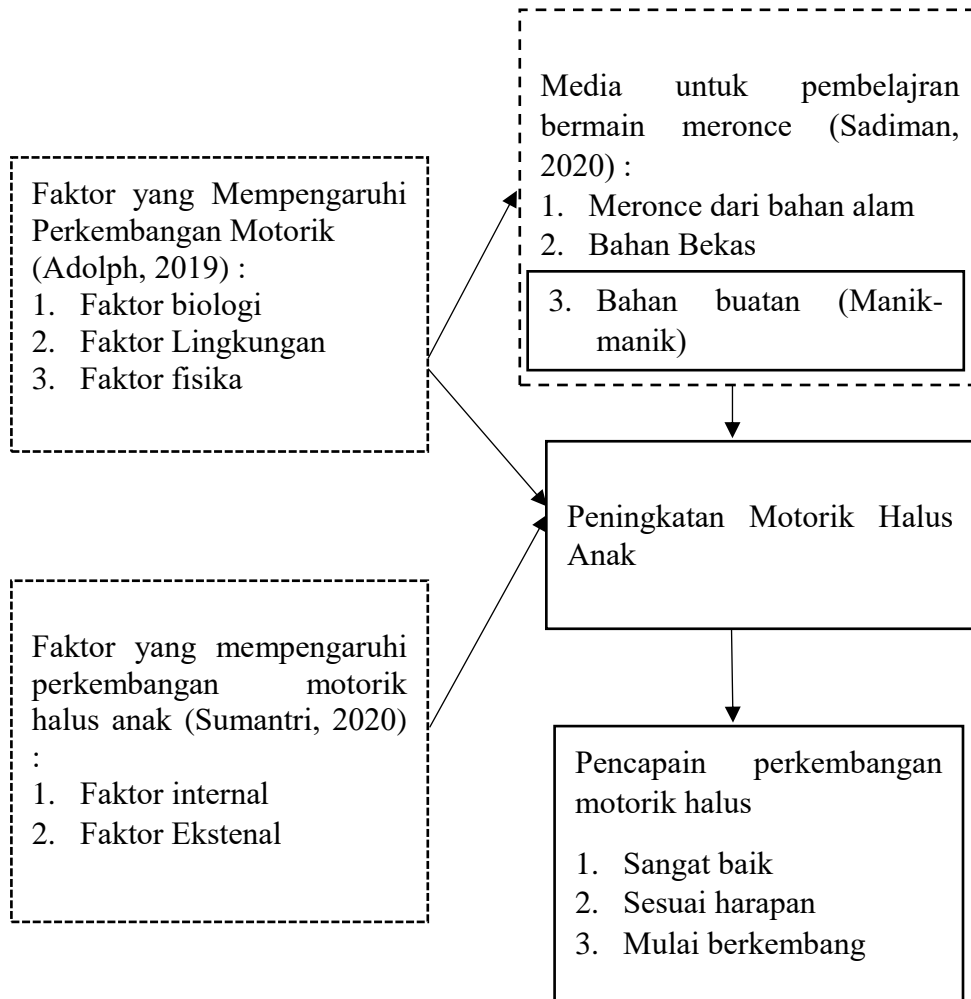 Media untuk pembelajran
bermain meronce (Sadiman,
2020) :
1. Meronce dari bahan alam
2. Bahan Bekas
3. Bahan buatan (Manik-
manik)
Faktor yang Mempengaruhi
Perkembangan Motorik
(Adolph, 2019) :
1. Faktor biologi
2. Faktor Lingkungan
3. Faktor fisika
Peningkatan Motorik Halus
Anak
Faktor yang mempengaruhi
perkembangan motorik
halus anak (Sumantri, 2020)
:
1. Faktor internal
2. Faktor Ekstenal
Pencapain perkembangan
motorik halus
1. Sangat baik
2. Sesuai harapan
3. Mulai berkembang